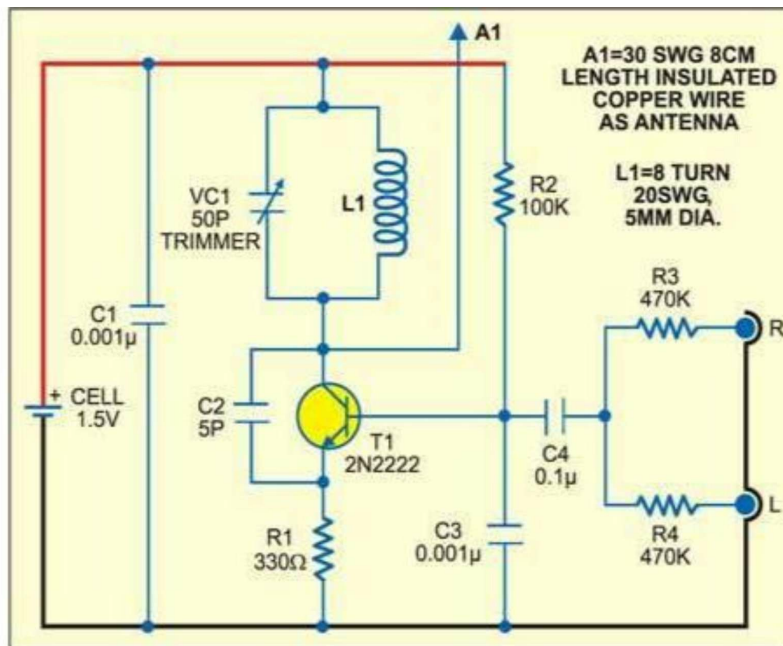 A1
A1=30 SWG 8CM
LENGTH INSULATED
COPPER WIRE
AS ANTENNA
L1=8 TURN
20SWG,
5MM DIA.
VC1
50P
TRIMMER
L1
R2
100K
C1
0.001µ
R3
470K
R
+ CELL
1.5V
C2
5P
T1
2N2222
C4
0.1µ
L
R1
330Ω
C3
0.001µ
R4
470K